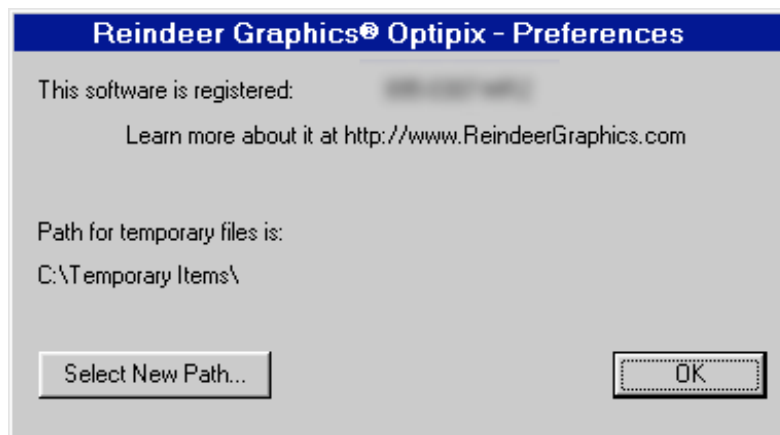 Reindeer Graphics® Optipix - Preferences
This software is registered:
Learn more about it at http://www.ReindeerGraphics.com
Path for temporary files is:
C:\Temporary Items\
Select New Path...
OK